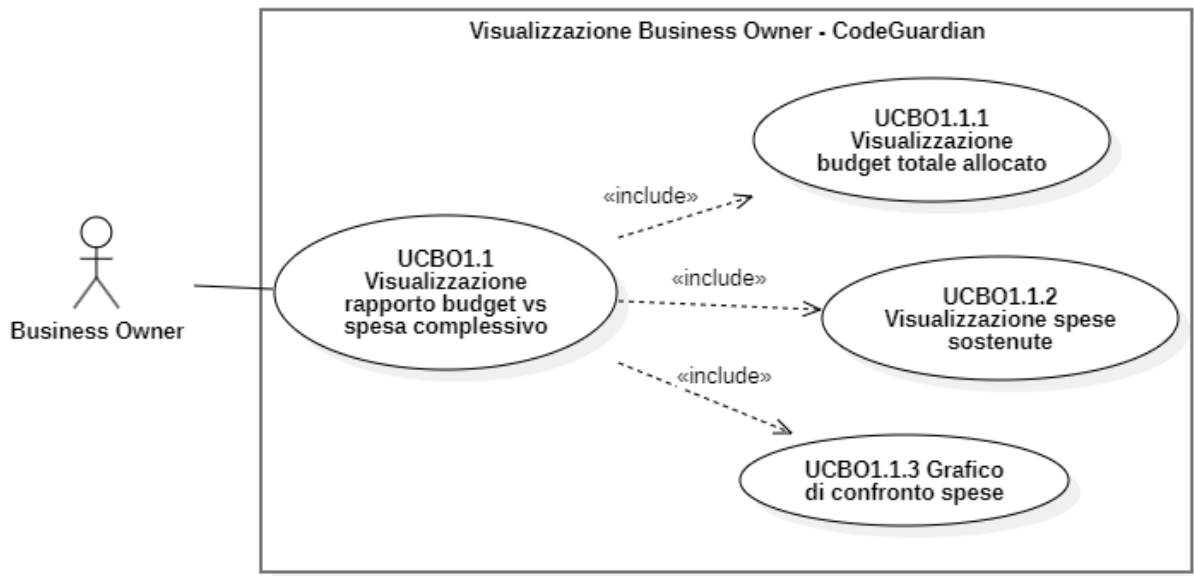 Visualizzazione Business Owner - CodeGuardian
UCBO1.1.1
Visualizzazione
budget totale allocato
«include»
UCBO1.1
Visualizzazione
rapporto budget vs
spesa complessivo
Business Owner
«include»
UCBO1.1.2
Visualizzazione spese
sostenute
«include»
UCBO1.1.3 Grafico
di confronto spese